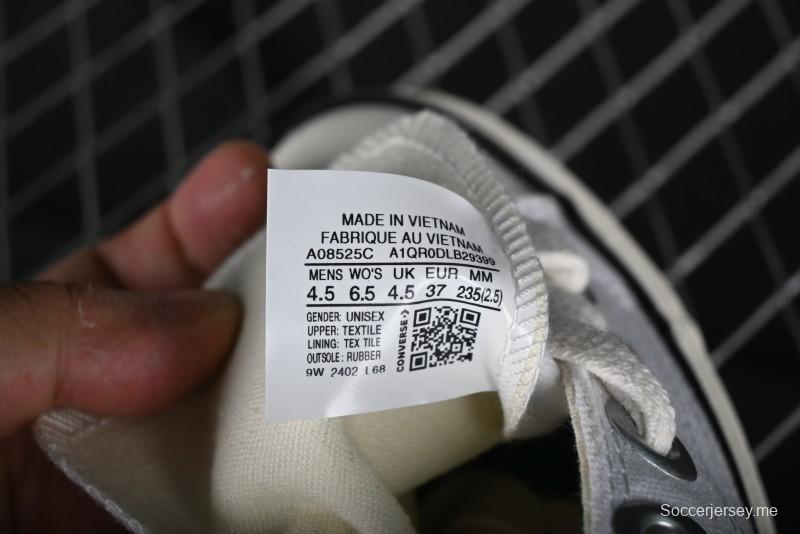 MADE IN VIETNAM
FABRIQUE AU VIETNAM
A08525C A1QR0DLB29399
MENS WO'S UK EUR MM
4.5 6.5 4.5 37 235(2.5)
GENDER: UNISEX
UPPER: TEXTILE
LINING: TEX TILE
OUTSOLE: RUBBER
9W 2402 L68
CONVERSE
Soccerjersey.me